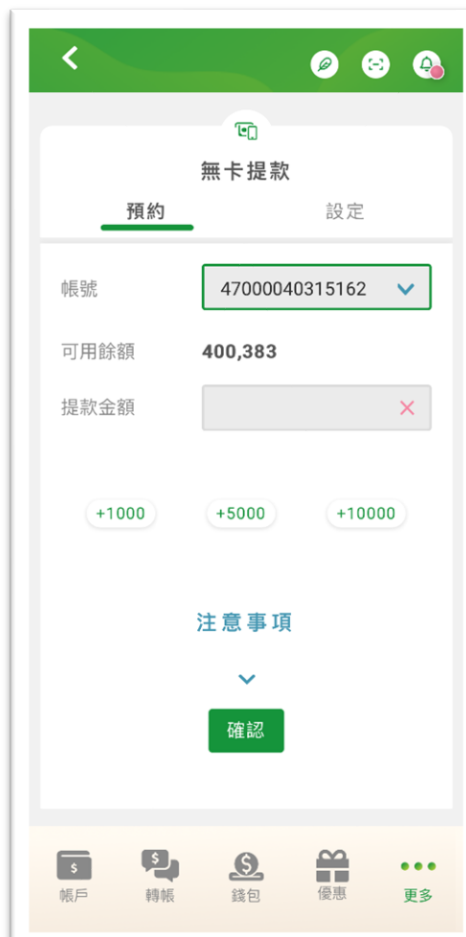 無卡提款
預約 設定
帳號 47000040315162
可用餘額 400,383
提款金額
+1000 +5000 +10000
注意事項
確認
帳戶 轉帳 錢包 優惠 更多